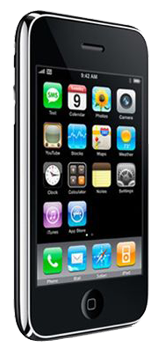 9:42 AM
Tuesday
9
Text Calendar Photos Camera
YouTube Stocks Maps Weather
Clock Calculator Notes Settings
iTunes App Store
Phone Mail Safari iPod